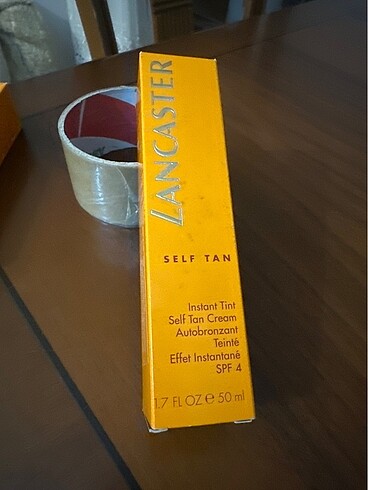 LANCASTER
SELF TAN
Instant Tint
Self Tan Cream
Autobronzant
Teinté
Effet Instantané
SPF 4
1.7 FL OZ e 50 ml